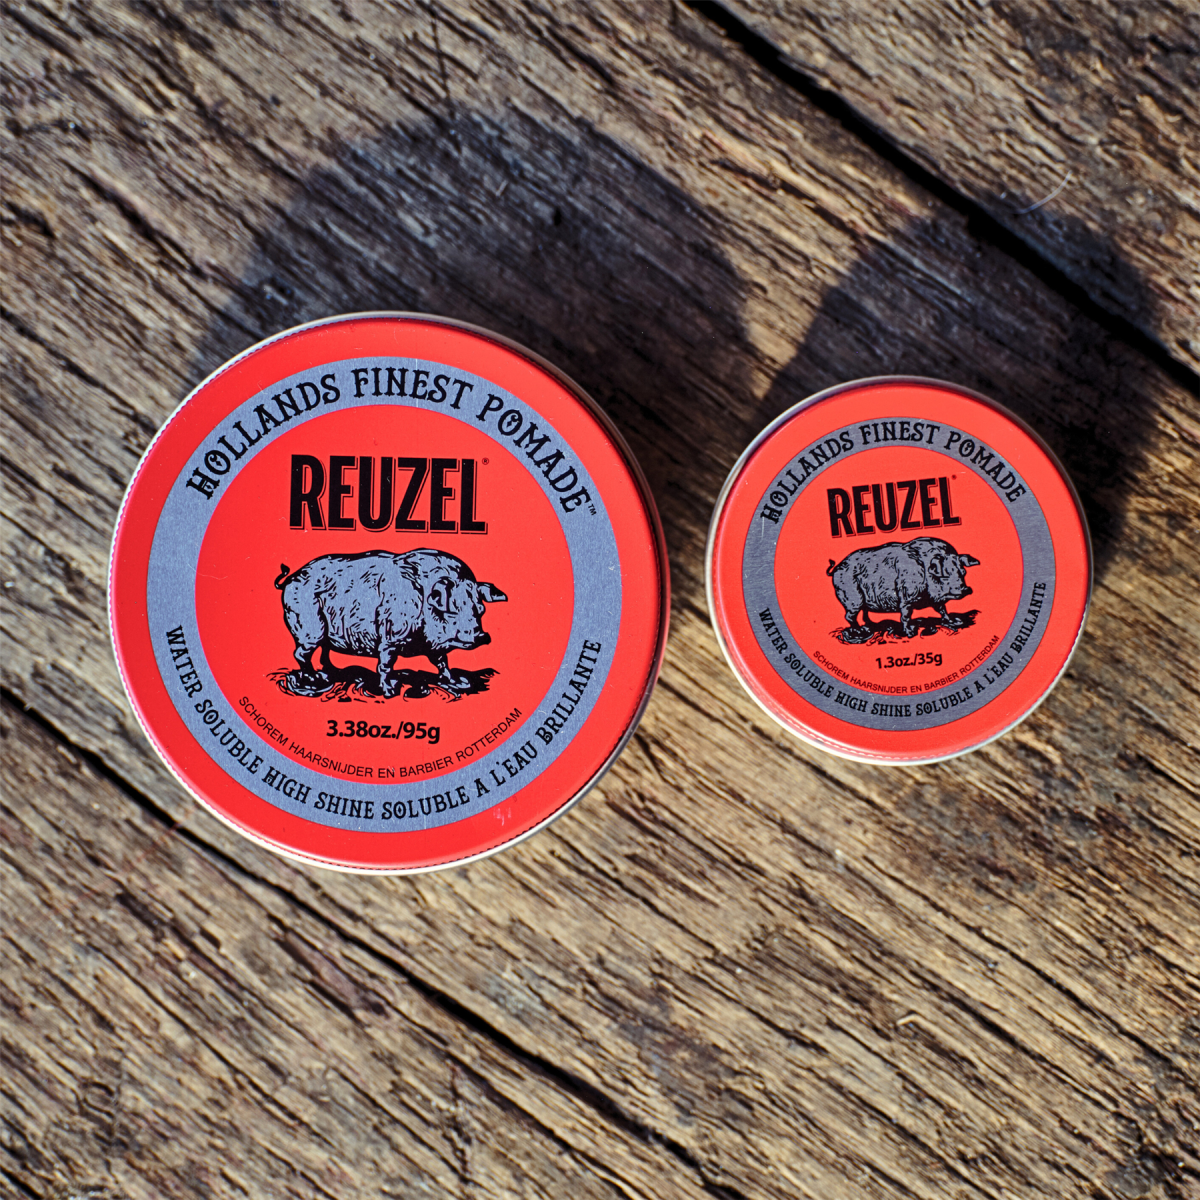 HOLLANDS FINEST POMADE™
REUZEL®
3.38oz./95g
SCHOREM HAARSNIJDER EN BARBIER ROTTERDAM
WATER SOLUBLE HIGH SHINE SOLUBLE A L'EAU BRILLANTE
HOLLANDS FINEST POMADE
REUZEL®
1.3oz./35g
SCHOREM HAARSNIJDER EN BARBIER ROTTERDAM
WATER SOLUBLE HIGH SHINE SOLUBLE A L'EAU BRILLANTE